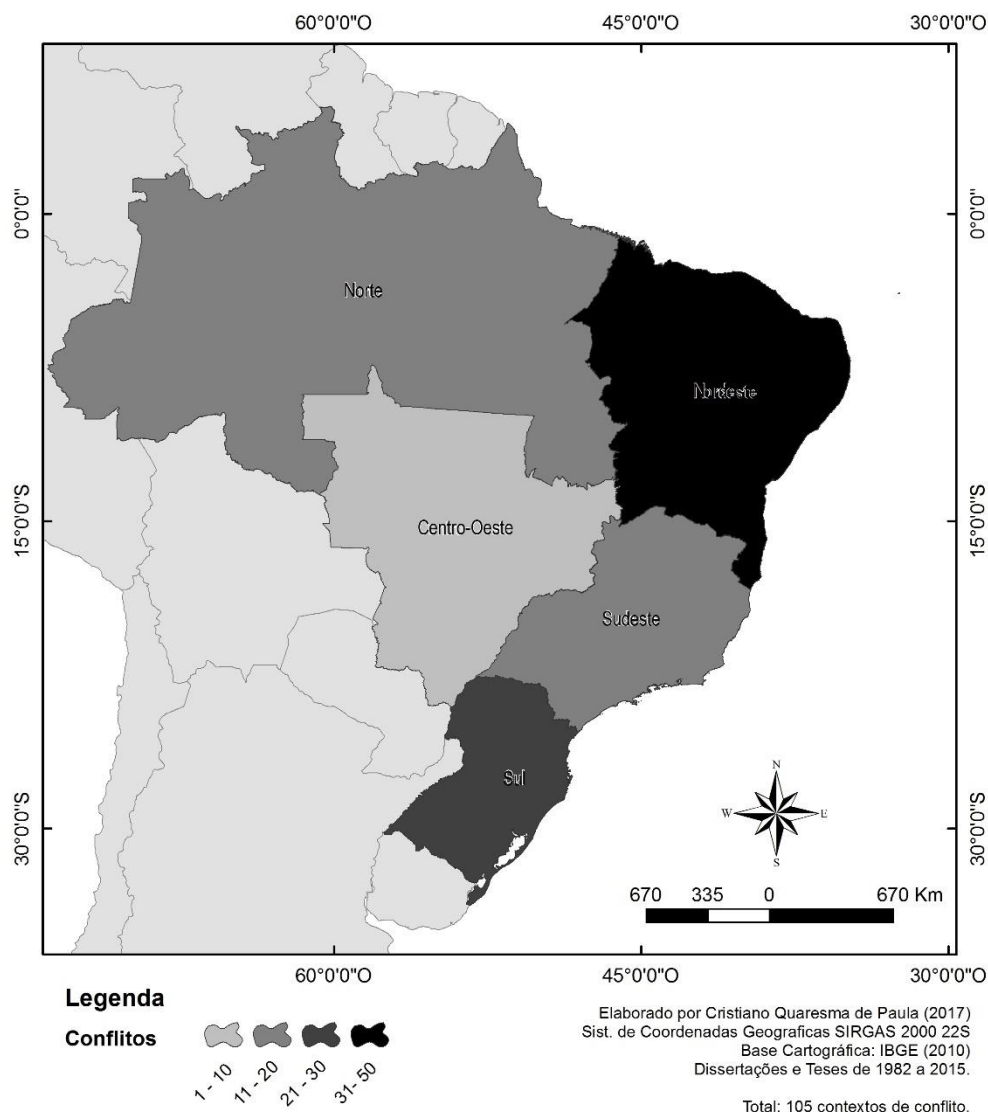 60°0'0"O 45°0'0"O 30°0'0"O
0°0'0"
0°0'0"
Norte
Nordeste
15°0'0"S
15°0'0"S
Centro-Oeste
Sudeste
Sul
N
W E
S
30°0'0"S
30°0'0"S
670 335 0 670 Km
60°0'0"O 45°0'0"O 30°0'0"O
Legenda
Conflitos
1 - 10
11 - 20
21 - 30
31- 50
Elaborado por Cristiano Quaresma de Paula (2017)
Sist. de Coordenadas Geograficas SIRGAS 2000 22S
Base Cartográfica: IBGE (2010)
Dissertações e Teses de 1982 a 2015.
Total: 105 contextos de conflito.